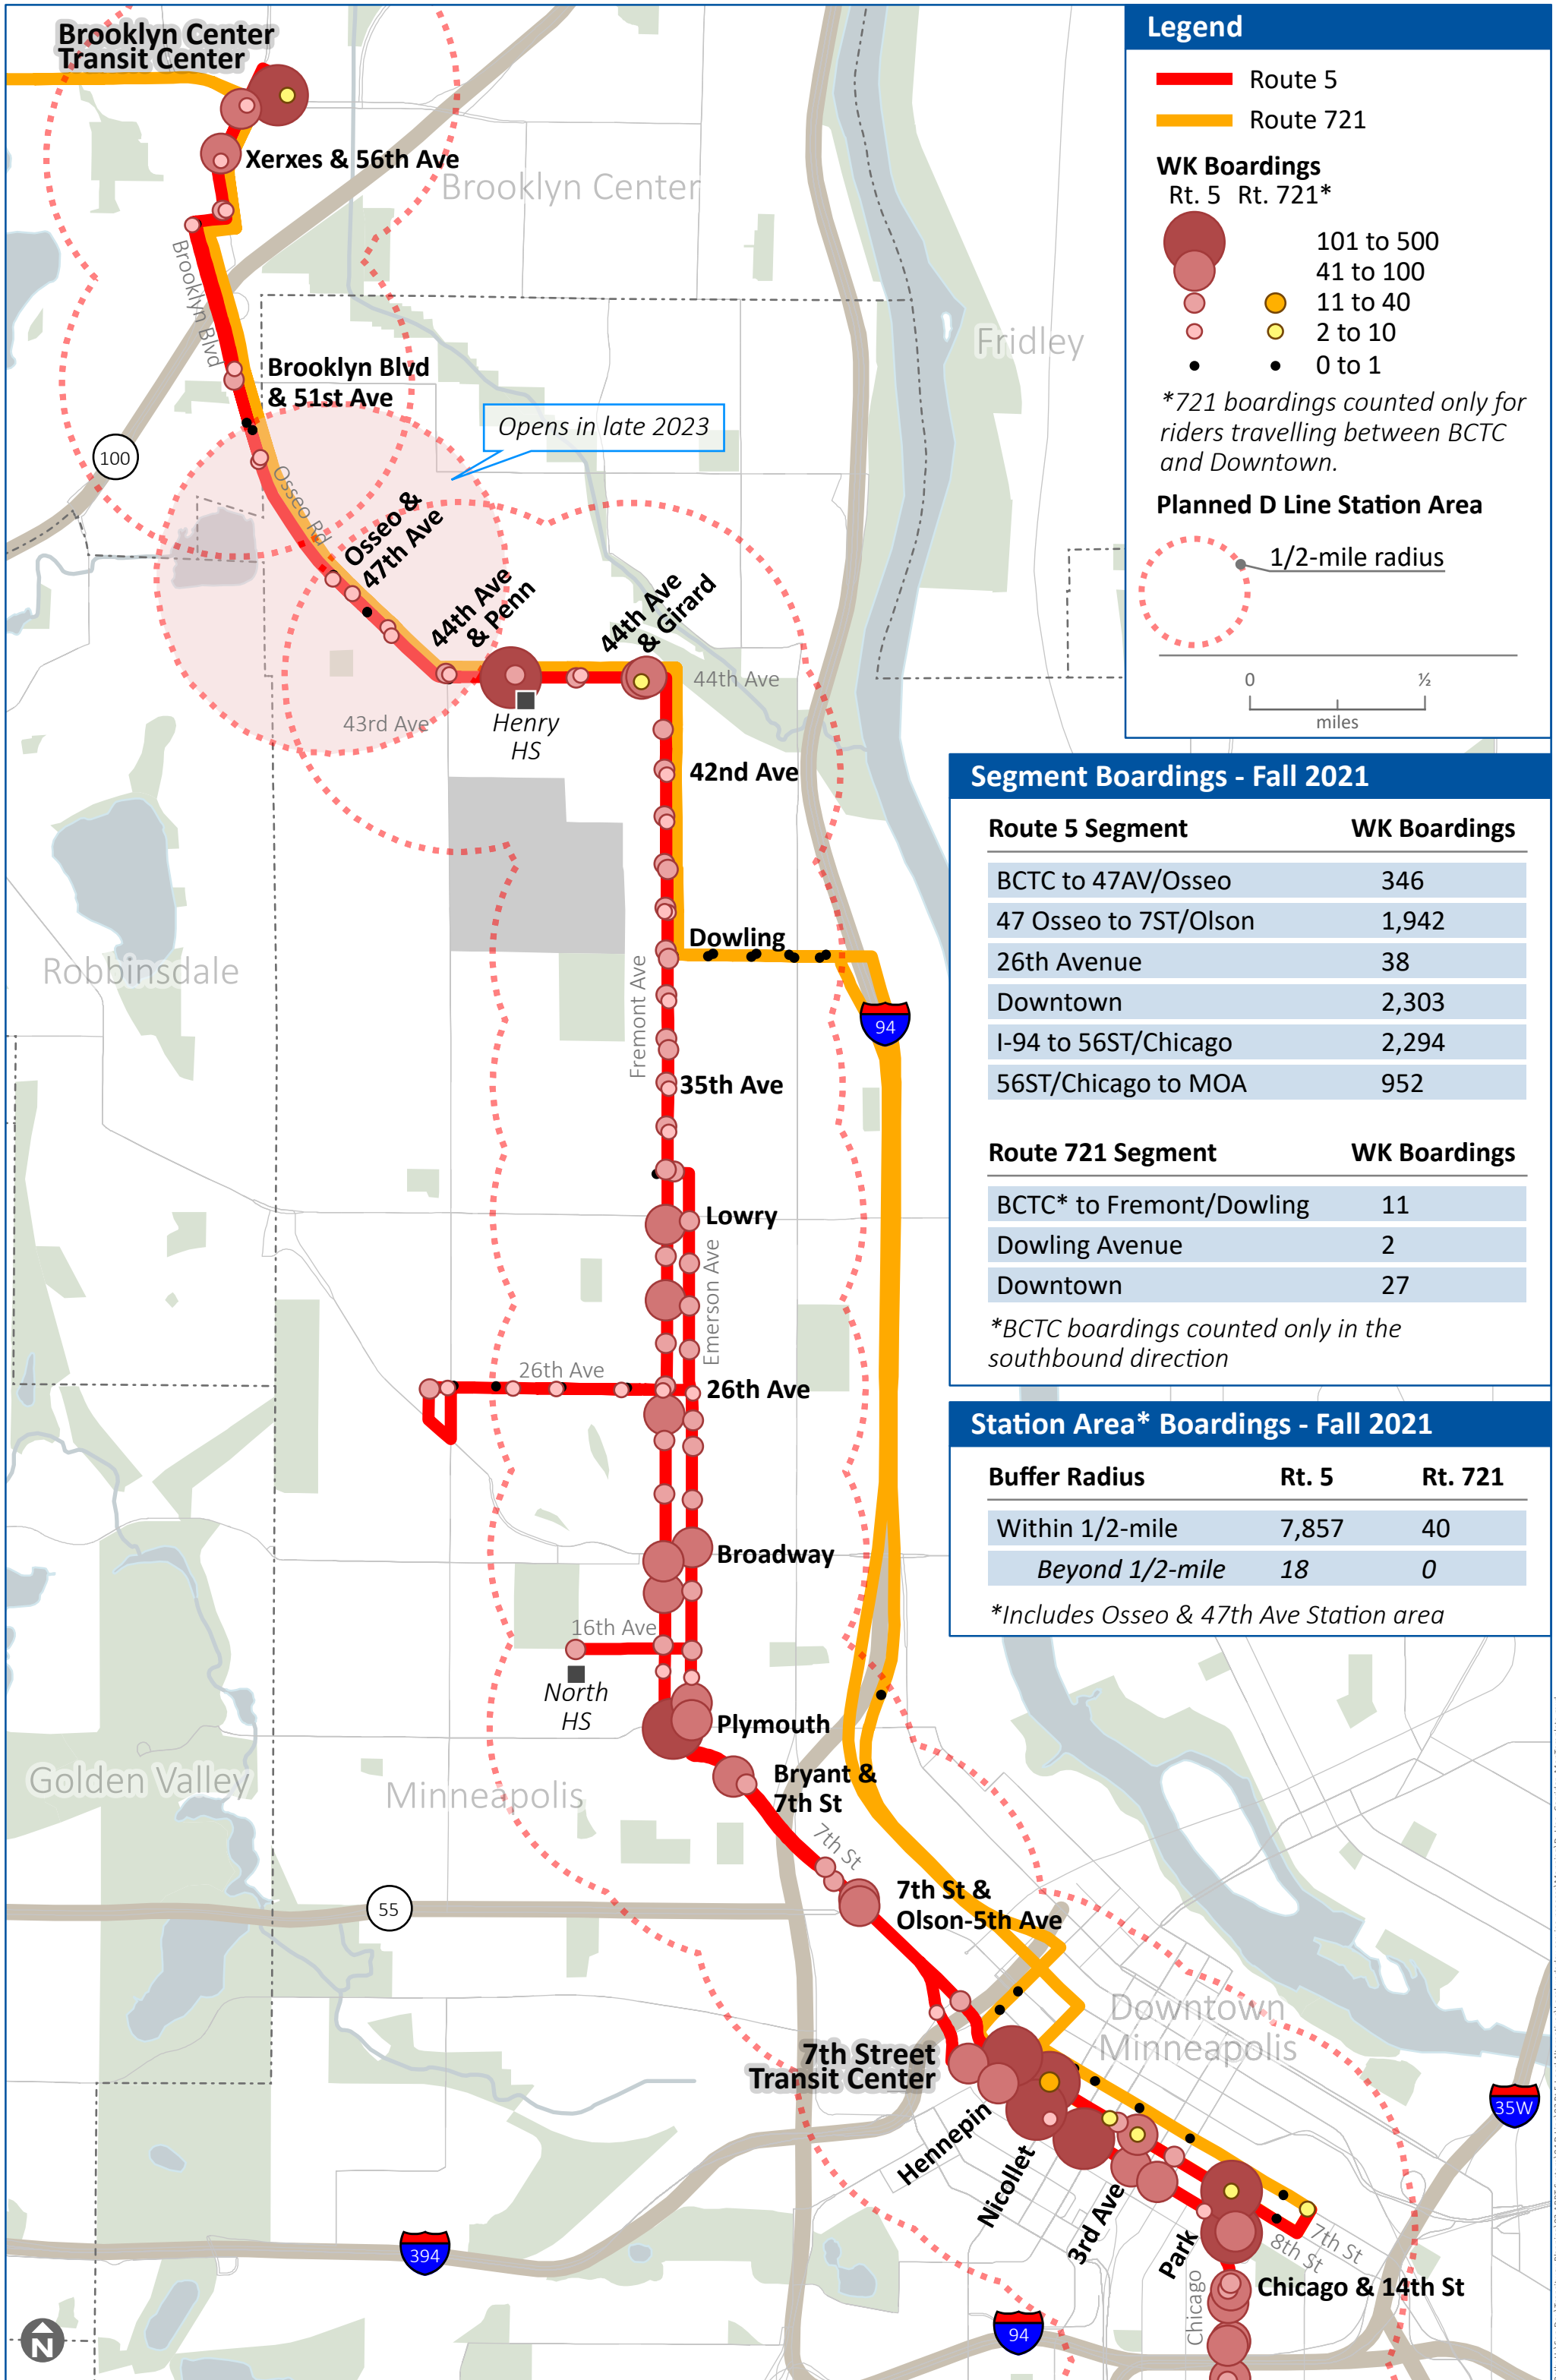 Brooklyn Center
Transit Center
Xerxes & 56th Ave
Brooklyn Center
Brooklyn Blvd
Brooklyn Blvd
& 51st Ave
Fridley
100
Opens in late 2023
Osseo Rd
Osseo &
47th Ave
44th Ave
& Penn
44th Ave
& Girard
44th Ave
43rd Ave
Henry
HS
42nd Ave
Robbinsdale
Dowling
Fremont Ave
94
35th Ave
Lowry
Emerson Ave
26th Ave
26th Ave
Broadway
16th Ave
North
HS
Plymouth
Golden Valley
Minneapolis
Bryant &
7th St
7th St
55
7th St &
Olson-5th Ave
Downtown
Minneapolis
7th Street
Transit Center
Hennepin
Nicollet
3rd Ave
Park
7th St
8th St
35W
394
Chicago
Chicago & 14th St
94
N
Legend
Route 5
Route 721
WK Boardings
Rt. 5 Rt. 721*
101 to 500
41 to 100
11 to 40
2 to 10
0 to 1
*721 boardings counted only for
riders travelling between BCTC
and Downtown.
Planned D Line Station Area
1/2-mile radius
0 ½
miles
Segment Boardings - Fall 2021
Route 5 Segment WK Boardings
BCTC to 47AV/Osseo 346
47 Osseo to 7ST/Olson 1,942
26th Avenue 38
Downtown 2,303
I-94 to 56ST/Chicago 2,294
56ST/Chicago to MOA 952
Route 721 Segment WK Boardings
BCTC* to Fremont/Dowling 11
Dowling Avenue 2
Downtown 27
*BCTC boardings counted only in the
southbound direction
Station Area* Boardings - Fall 2021
Buffer Radius Rt. 5 Rt. 721
Within 1/2-mile 7,857 40
Beyond 1/2-mile 18 0
*Includes Osseo & 47th Ave Station area